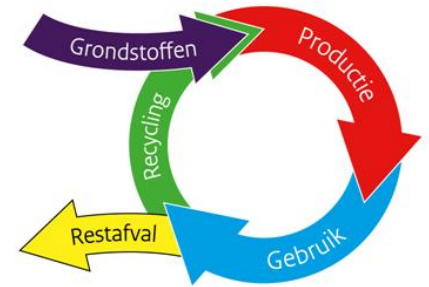 Grondstoffen
Productie
Recycling
Restafval
Gebruik